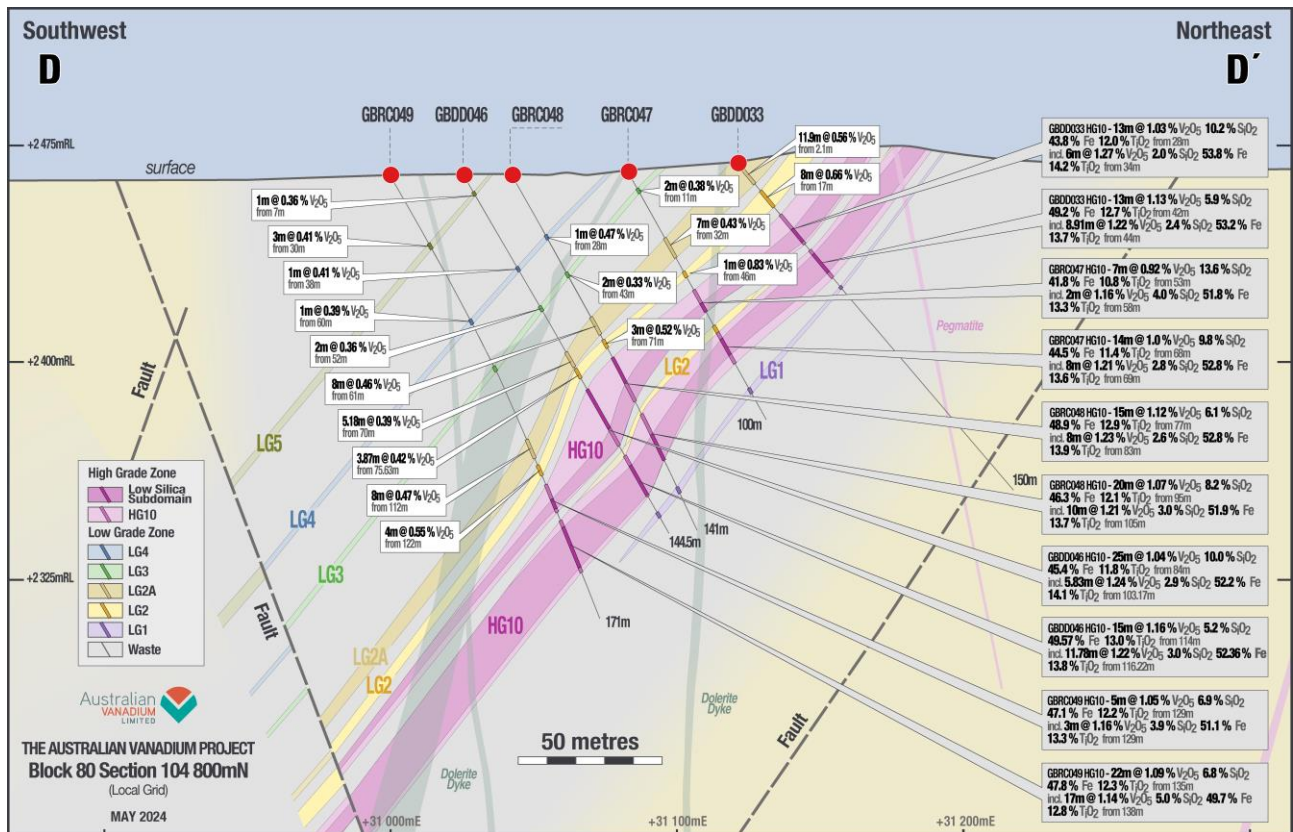 Southwest
D
Northeast
D´
GBRC049
GBDD046
GBRC048
GBRC047
GBDD033
+2 475mRL
surface
+2 400mRL
+2 325mRL
1m @ 0.36 % V₂O₅
from 7m
3m @ 0.41 % V₂O₅
from 30m
1m @ 0.41 % V₂O₅
from 38m
1m @ 0.39 % V₂O₅
from 60m
2m @ 0.36 % V₂O₅
from 52m
8m @ 0.46 % V₂O₅
from 61m
5.18m @ 0.39 % V₂O₅
from 70m
3.87m @ 0.42 % V₂O₅
from 75.63m
8m @ 0.47 % V₂O₅
from 112m
4m @ 0.55 % V₂O₅
from 122m
1m @ 0.47 % V₂O₅
from 28m
2m @ 0.33 % V₂O₅
from 43m
3m @ 0.52 % V₂O₅
from 71m
2m @ 0.38 % V₂O₅
from 11m
7m @ 0.43 % V₂O₅
from 32m
1m @ 0.83 % V₂O₅
from 46m
11.9m @ 0.56 % V₂O₅
from 2.1m
8m @ 0.66 % V₂O₅
from 17m
GBDD033 HG10 - 13m @ 1.03 % V₂O₅ 10.2 % SiO₂
43.8 % Fe 12.0 % TiO₂ from 28m
inc. 6m @ 1.27 % V₂O₅ 2.0 % SiO₂ 53.8 % Fe
14.2 % TiO₂ from 34m
GBDD033 HG10 - 13m @ 1.13 % V₂O₅ 5.9 % SiO₂
49.2 % Fe 12.7 % TiO₂ from 42m
incl. 8.91m @ 1.22 % V₂O₅ 2.4 % SiO₂ 53.2 % Fe
13.7 % TiO₂ from 44m
GBRC047 HG10 - 7m @ 0.92 % V₂O₅ 13.6 % SiO₂
41.8 % Fe 10.8 % TiO₂ from 53m
incl. 2m @ 1.16 % V₂O₅ 4.0 % SiO₂ 51.8 % Fe
13.3 % TiO₂ from 58m
GBRC047 HG10 - 14m @ 1.0 % V₂O₅ 9.8 % SiO₂
44.5 % Fe 11.4 % TiO₂ from 68m
incl. 8m @ 1.21 % V₂O₅ 2.8 % SiO₂ 52.8 % Fe
13.6 % TiO₂ from 69m
GBRC048 HG10 - 15m @ 1.12 % V₂O₅ 6.1 % SiO₂
48.9 % Fe 12.9 % TiO₂ from 77m
incl. 8m @ 1.23 % V₂O₅ 2.6 % SiO₂ 52.8 % Fe
13.9 % TiO₂ from 83m
GBRC048 HG10 - 20m @ 1.07 % V₂O₅ 8.2 % SiO₂
46.3 % Fe 12.1 % TiO₂ from 95m
incl. 10m @ 1.21 % V₂O₅ 3.0 % SiO₂ 51.9 % Fe
13.7 % TiO₂ from 105m
GBDD046 HG10 - 25m @ 1.04 % V₂O₅ 10.0 % SiO₂
45.4 % Fe 11.8 % TiO₂ from 84m
incl. 5.83m @ 1.24 % V₂O₅ 2.9 % SiO₂ 52.2 % Fe
14.1 % TiO₂ from 103.17m
GBDD046 HG10 - 15m @ 1.16 % V₂O₅ 5.2 % SiO₂
49.57 % Fe 13.0 % TiO₂ from 114m
incl. 11.78m @ 1.22 % V₂O₅ 3.0 % SiO₂ 52.36 % Fe
13.8 % TiO₂ from 116.22m
GBRC049 HG10 - 5m @ 1.05 % V₂O₅ 6.9 % SiO₂
47.1 % Fe 12.2 % TiO₂ from 129m
incl. 3m @ 1.16 % V₂O₅ 3.9 % SiO₂ 51.1 % Fe
13.3 % TiO₂ from 129m
GBRC049 HG10 - 22m @ 1.09 % V₂O₅ 6.8 % SiO₂
47.8 % Fe 12.3 % TiO₂ from 135m
incl. 17m @ 1.14 % V₂O₅ 5.0 % SiO₂ 49.7 % Fe
12.8 % TiO₂ from 138m
Pegmatite
Fault
Fault
Fault
LG5
LG4
LG3
LG2A
LG2
LG2
LG1
HG10
HG10
100m
150m
141m
144.5m
171m
Dolerite
Dyke
Dolerite
Dyke
High Grade Zone
Low Silica
Subdomain
HG10
Low Grade Zone
LG4
LG3
LG2A
LG2
LG1
Waste
Australian
VANADIUM
LIMITED
THE AUSTRALIAN VANADIUM PROJECT
Block 80 Section 104 800mN
(Local Grid)
MAY 2024
50 metres
+31 000mE
+31 100mE
+31 200mE